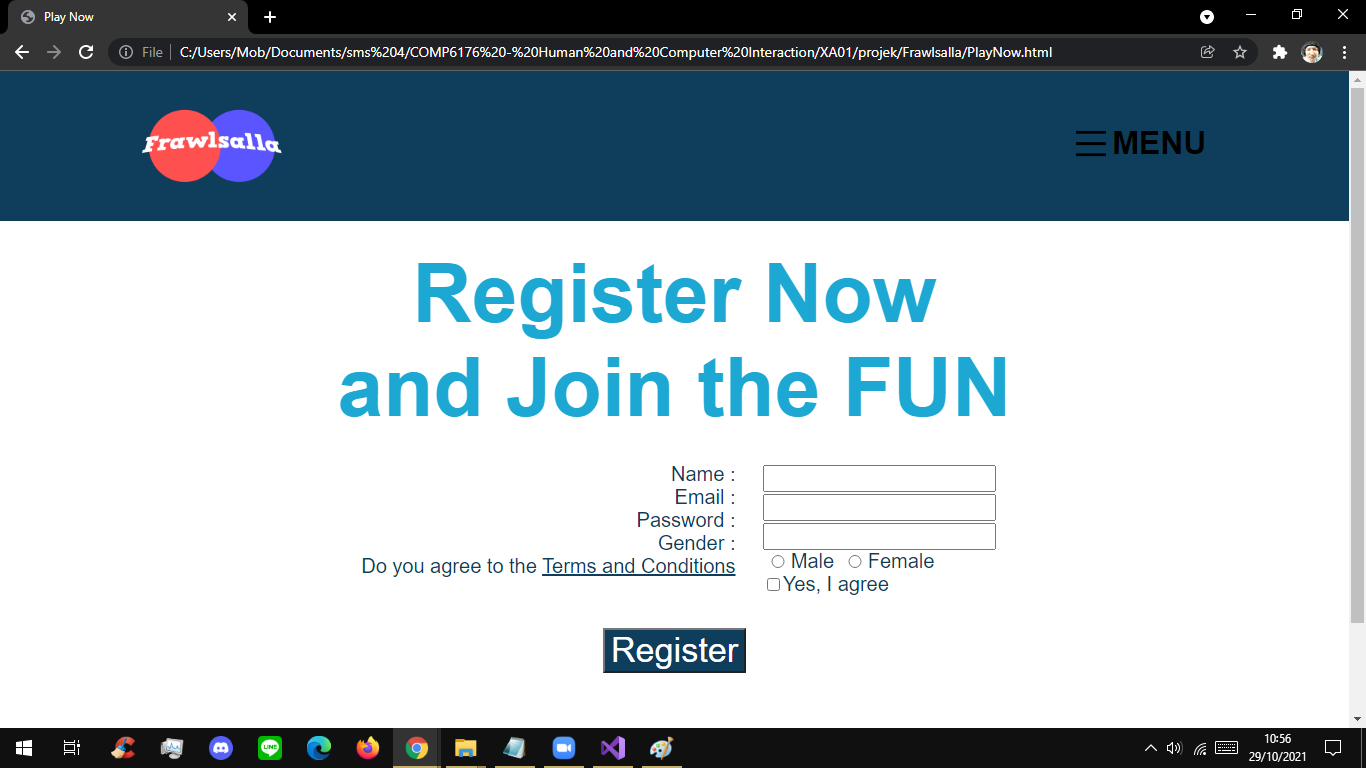 Play Now
File
C:/Users/Mob/Documents/sms%204/COMP6176%20-%20Human%20and%20Computer%20Interaction/XA01/projek/Frawlsalla/PlayNow.html
Frawlsalla
MENU
Register Now
and Join the FUN
Name :
Email :
Password :
Gender :
Male Female
Do you agree to the Terms and Conditions
Yes, I agree
Register
LINE
10:56
29/10/2021